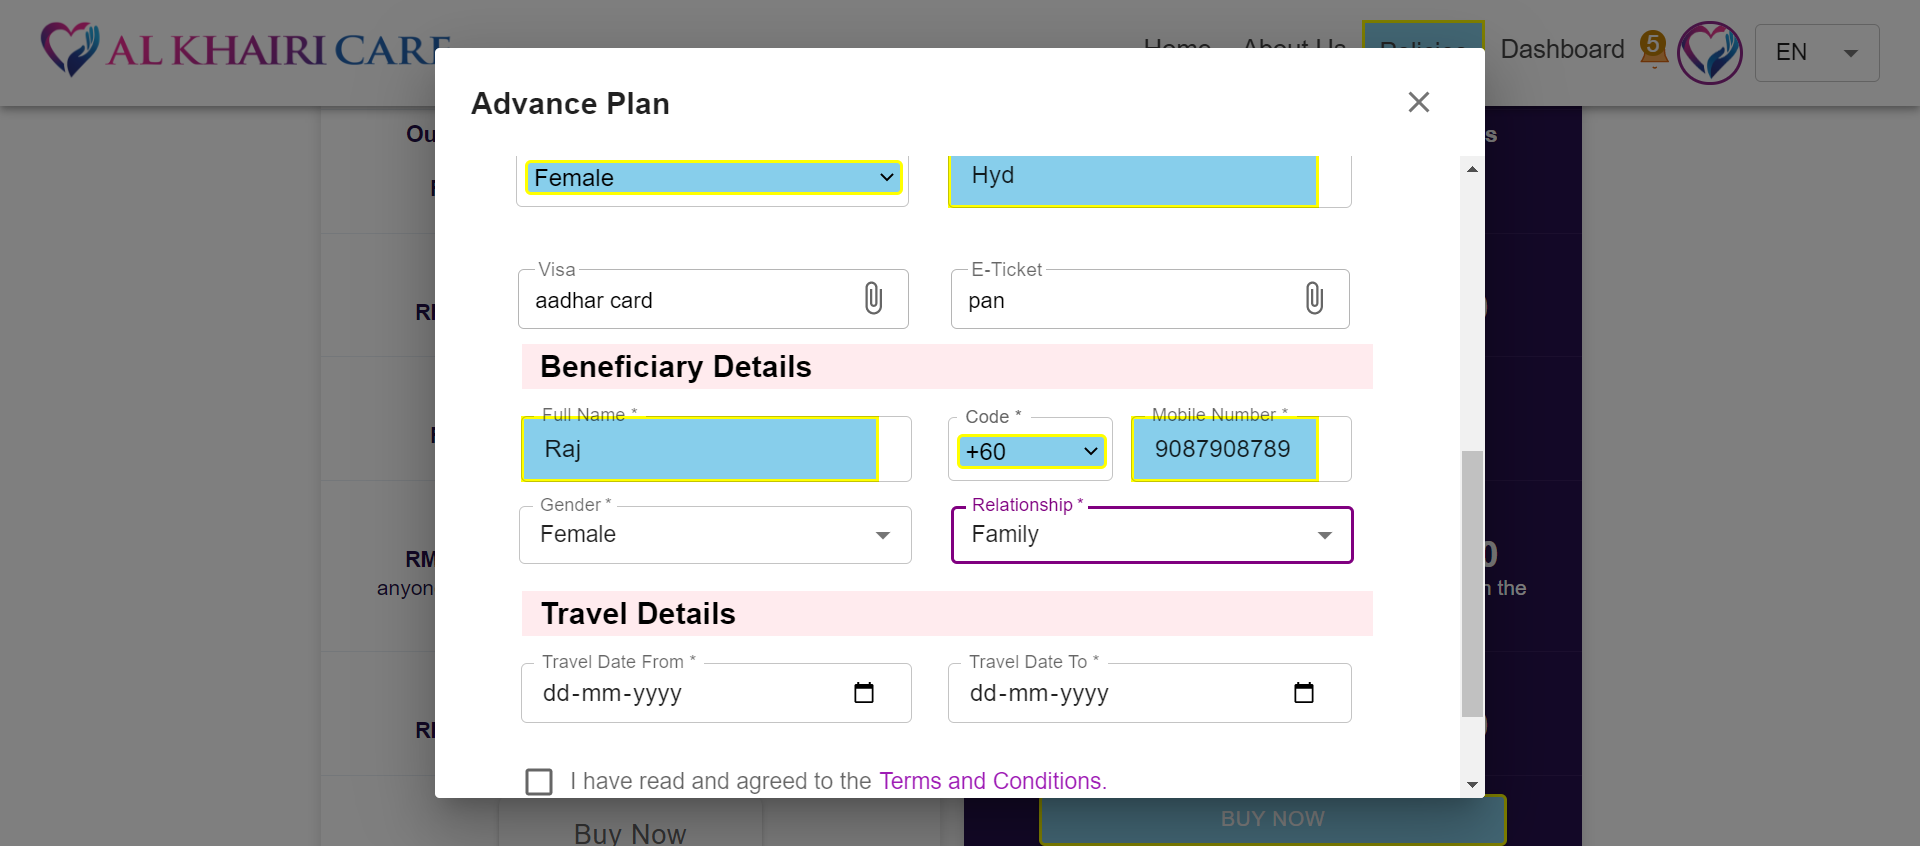 AL KHAIRI CARE
Home About Us Policies Dashboard 5 EN
Advance Plan
Ou
s
Female
Hyd
Visa
aadhar card
E-Ticket
pan
Beneficiary Details
Full Name *
Raj
Code *
+60
Mobile Number *
9087908789
Gender *
Female
Relationship *
Family
RM
anyon
0
n the
Travel Details
Travel Date From *
dd-mm-yyyy
Travel Date To *
dd-mm-yyyy
I have read and agreed to the Terms and Conditions.
Buy Now
BUY NOW